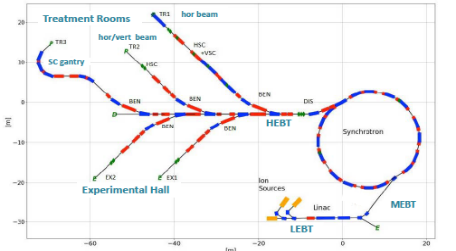 Treatment Rooms
TR1
hor beam
hor/vert beam
TR2
HSC
+VSC
TR3
HSC
SC gantry
BEN
BEN
BEN
DIS
D
HEBT
BEN
BEN
Synchrotron
EX2
EX1
Experimental Hall
Ion
Sources
MEBT
Linac
LEBT
E
20
10
0
−10
−20
−30
[m]
−60
−40
−20
0
20
[m]